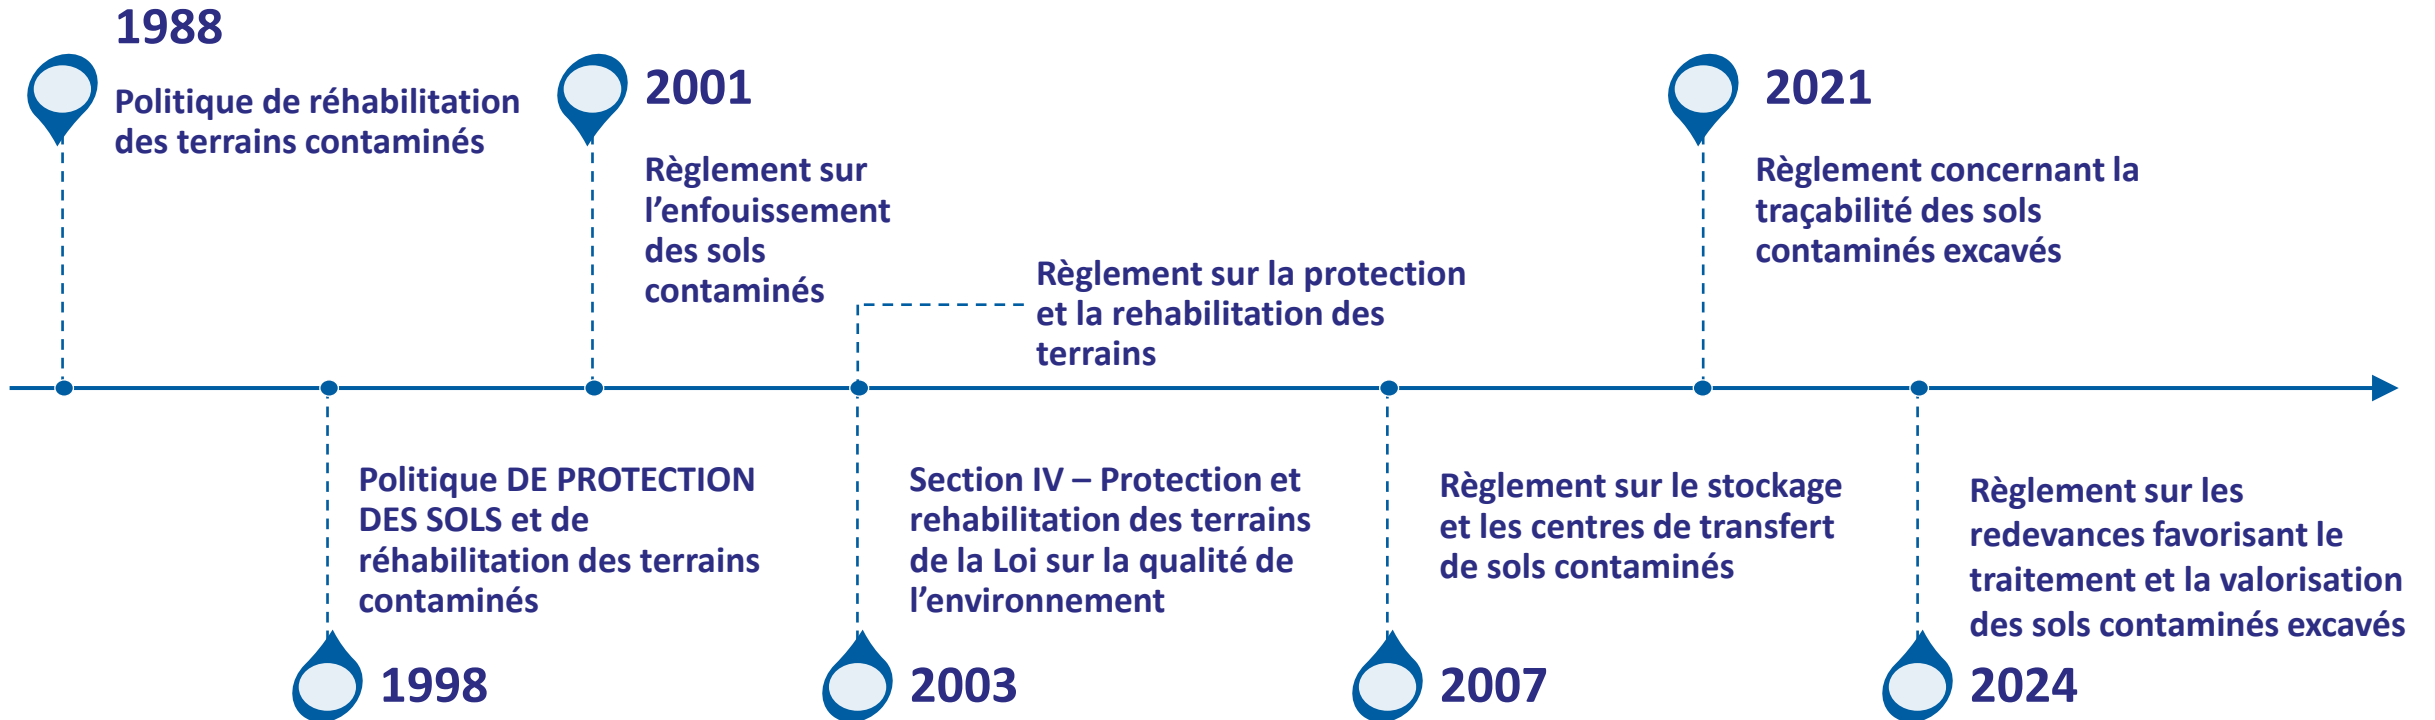 1988
Politique de réhabilitation
des terrains contaminés
2001
Règlement sur
l’enfouissement
des sols
contaminés
Règlement sur la protection
et la rehabilitation des
terrains
2021
Règlement concernant la
traçabilité des sols
contaminés excavés
Politique DE PROTECTION
DES SOLS et de
réhabilitation des terrains
contaminés
1998
Section IV – Protection et
rehabilitation des terrains
de la Loi sur la qualité de
l’environnement
2003
Règlement sur le stockage
et les centres de transfert
de sols contaminés
2007
Règlement sur les
redevances favorisant le
traitement et la valorisation
des sols contaminés excavés
2024